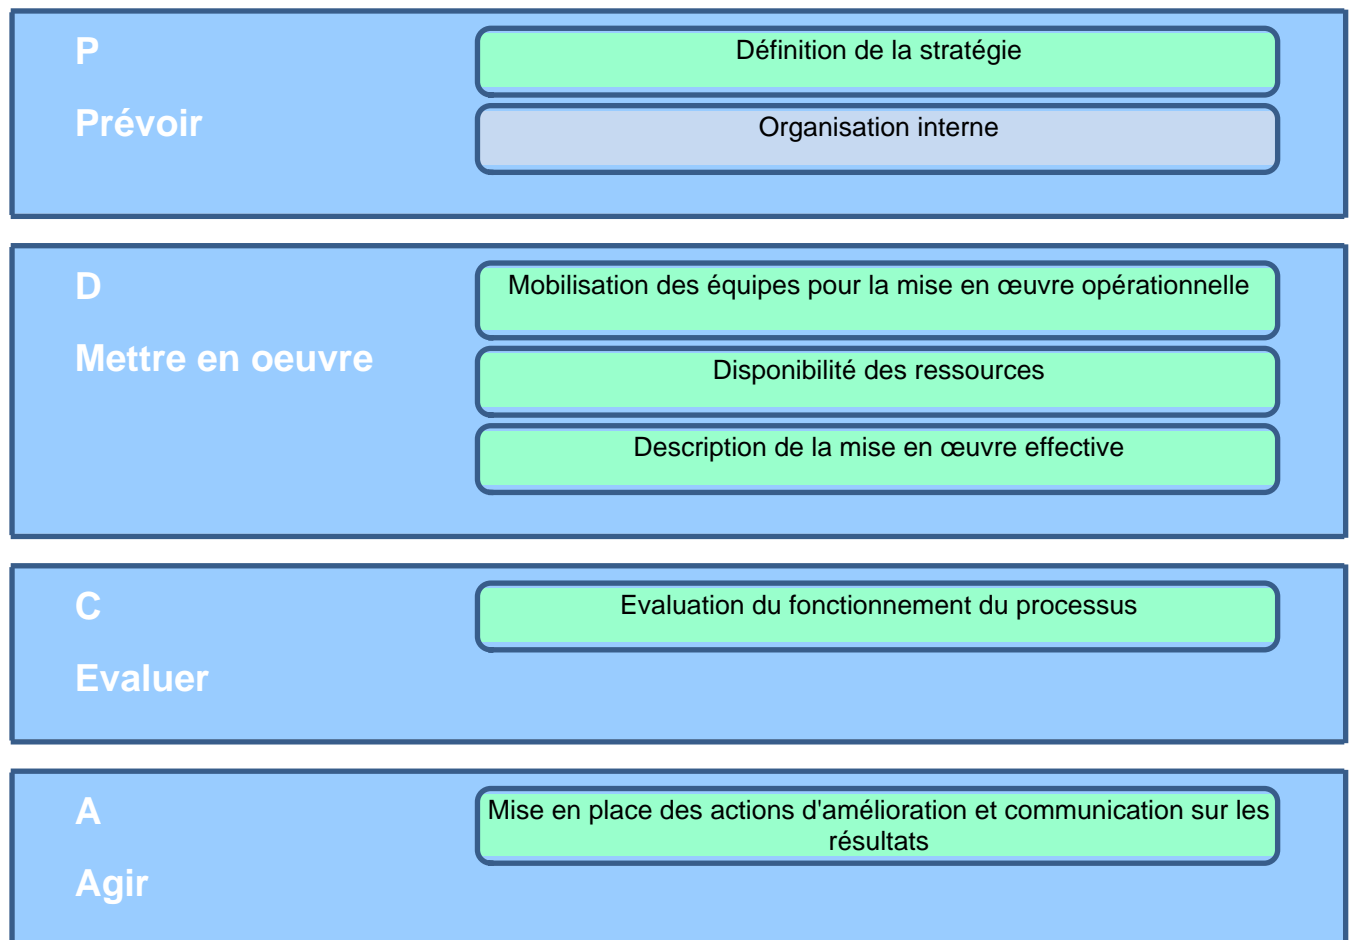 P
Prévoir
Définition de la stratégie
Organisation interne
D
Mettre en oeuvre
Mobilisation des équipes pour la mise en œuvre opérationnelle
Disponibilité des ressources
Description de la mise en œuvre effective
C
Evaluer
Evaluation du fonctionnement du processus
A
Agir
Mise en place des actions d'amélioration et communication sur les
résultats